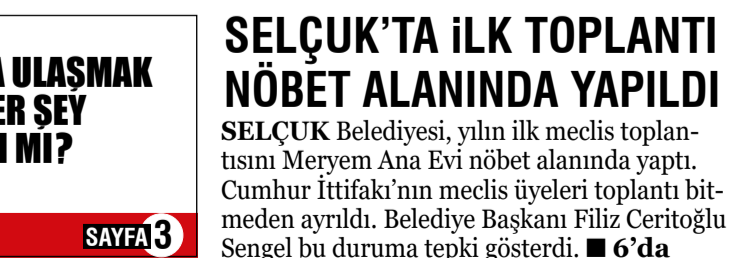 A ULAŞMAK
ER ŞEY
I MI?
SAYFA 3
SELÇUK’TA iLK TOPLANTI
NÖBET ALANINDA YAPILDI
SELÇUK Belediyesi, yılın ilk meclis toplan-
tısını Meryem Ana Evi nöbet alanında yaptı.
Cumhur İttifakı’nın meclis üyeleri toplantı bit-
meden ayrıldı. Belediye Başkanı Filiz Ceritoğlu
Sengel bu duruma tepki gösterdi. ■ 6’da